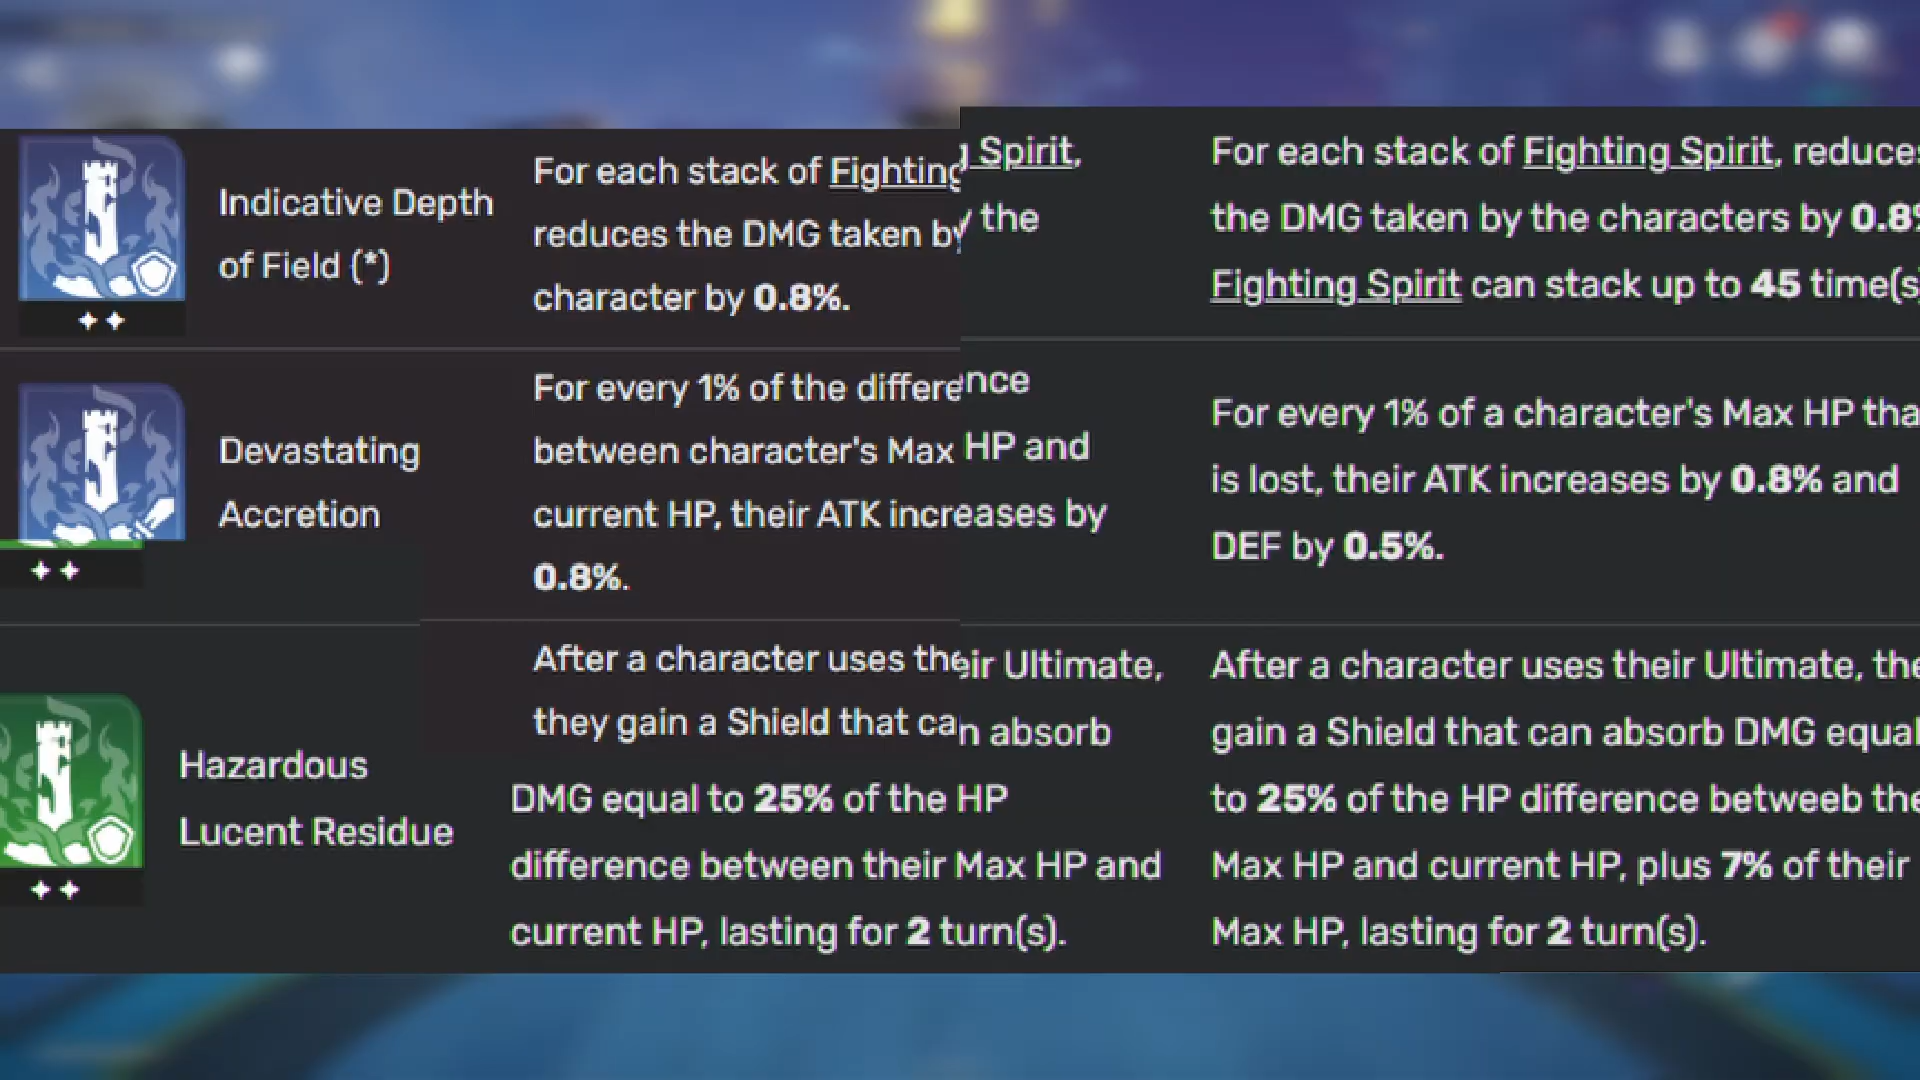 Indicative Depth
of Field (*)
For each stack of Fighting Spirit,
reduces the DMG taken by the
character by 0.8%.
For each stack of Fighting Spirit, reduces
the DMG taken by the characters by 0.8%
Fighting Spirit can stack up to 45 time(s
Devastating
Accretion
For every 1% of the difference
between character's Max HP and
current HP, their ATK increases by
0.8%.
For every 1% of a character's Max HP tha
is lost, their ATK increases by 0.8% and
DEF by 0.5%.
Hazardous
Lucent Residue
After a character uses their Ultimate,
they gain a Shield that can absorb
DMG equal to 25% of the HP
difference between their Max HP and
current HP, lasting for 2 turn(s).
After a character uses their Ultimate, the
gain a Shield that can absorb DMG equal
to 25% of the HP difference betweeb the
Max HP and current HP, plus 7% of their
Max HP, lasting for 2 turn(s).